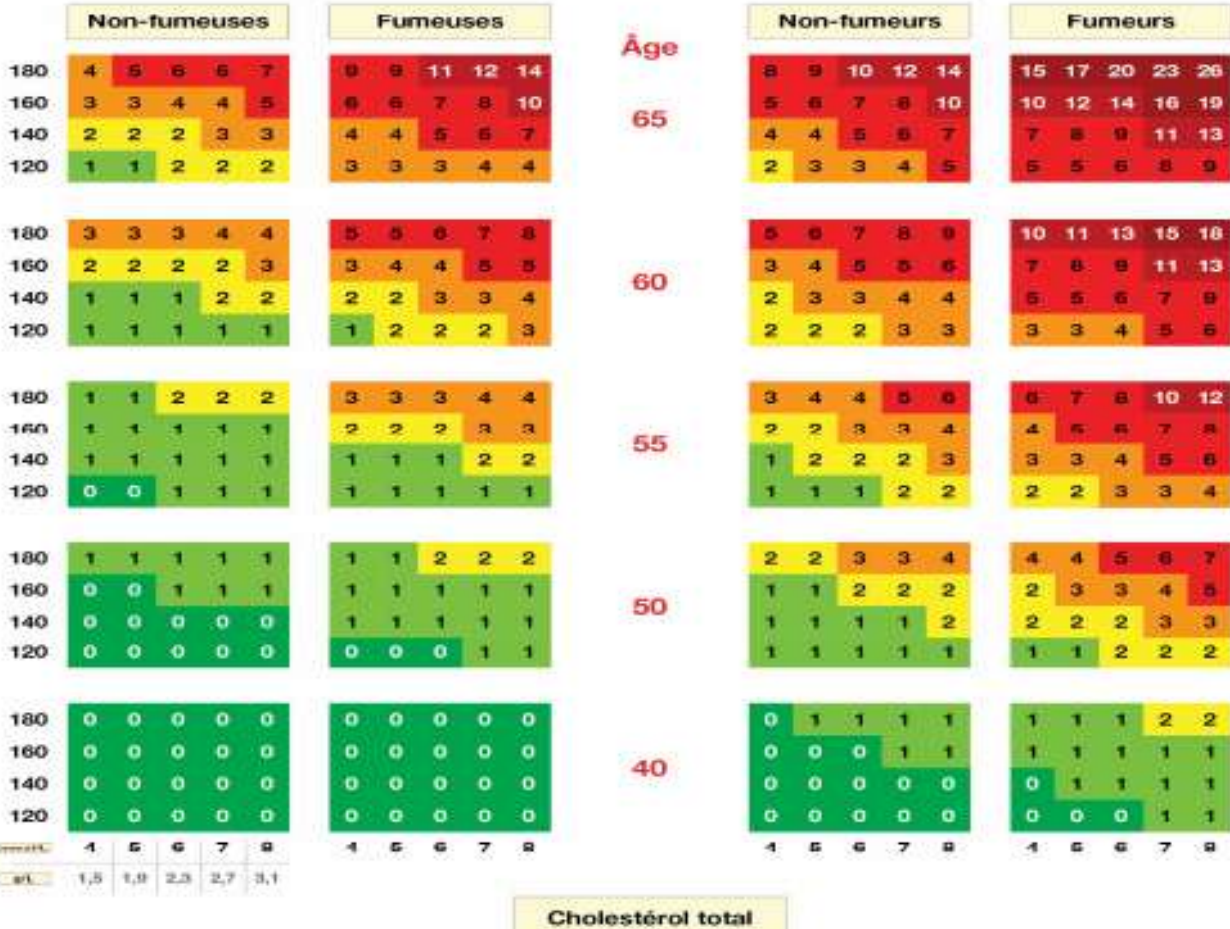 Non-fumeuses Fumeuses Âge Non-fumeurs Fumeurs
180 4 5 6 6 7 9 9 11 12 14 8 9 10 12 14 15 17 20 23 26
160 3 3 4 4 5 6 6 7 8 10 5 6 7 8 10 10 12 14 16 19
65
140 2 2 2 3 3 4 4 5 6 7 4 4 5 6 7 7 8 9 11 13
120 1 1 2 2 2 3 3 3 4 4 2 3 3 4 5 5 5 6 8 9
180 3 3 3 4 4 5 5 6 7 8 5 6 7 8 9 10 11 13 15 18
160 2 2 2 2 3 3 4 4 5 5 3 4 5 5 6 7 8 9 11 13
60
140 1 1 1 2 2 2 2 3 3 4 2 3 3 4 4 5 5 6 7 9
120 1 1 1 1 1 1 2 2 2 3 2 2 2 3 3 3 3 4 5 6
180 1 1 2 2 2 3 3 3 4 4 3 4 4 5 6 6 7 8 10 12
160 1 1 1 1 1 2 2 2 3 3 2 2 3 3 4 4 5 6 7 8
55
140 1 1 1 1 1 1 1 1 2 2 1 2 2 2 3 3 3 4 5 6
120 0 0 1 1 1 1 1 1 1 1 1 1 1 2 2 2 2 3 3 4
180 1 1 1 1 1 1 1 2 2 2 2 2 3 3 4 4 4 5 6 7
160 0 0 1 1 1 1 1 1 1 1 1 1 2 2 2 2 3 3 4 5
50
140 0 0 0 0 0 1 1 1 1 1 1 1 1 1 2 2 2 2 3 3
120 0 0 0 0 0 0 0 0 1 1 1 1 1 1 1 1 1 2 2 2
180 0 0 0 0 0 0 0 0 0 0 0 1 1 1 1 1 1 1 2 2
160 0 0 0 0 0 0 0 0 0 0 0 0 0 1 1 1 1 1 1 1
40
140 0 0 0 0 0 0 0 0 0 0 0 0 0 0 0 0 1 1 1 1
120 0 0 0 0 0 0 0 0 0 0 0 0 0 0 0 0 0 0 1 1
4 5 6 7 8 4 5 6 7 8 4 5 6 7 8 4 5 6 7 8
g/L 1,5 1,9 2,3 2,7 3,1
Cholestérol total